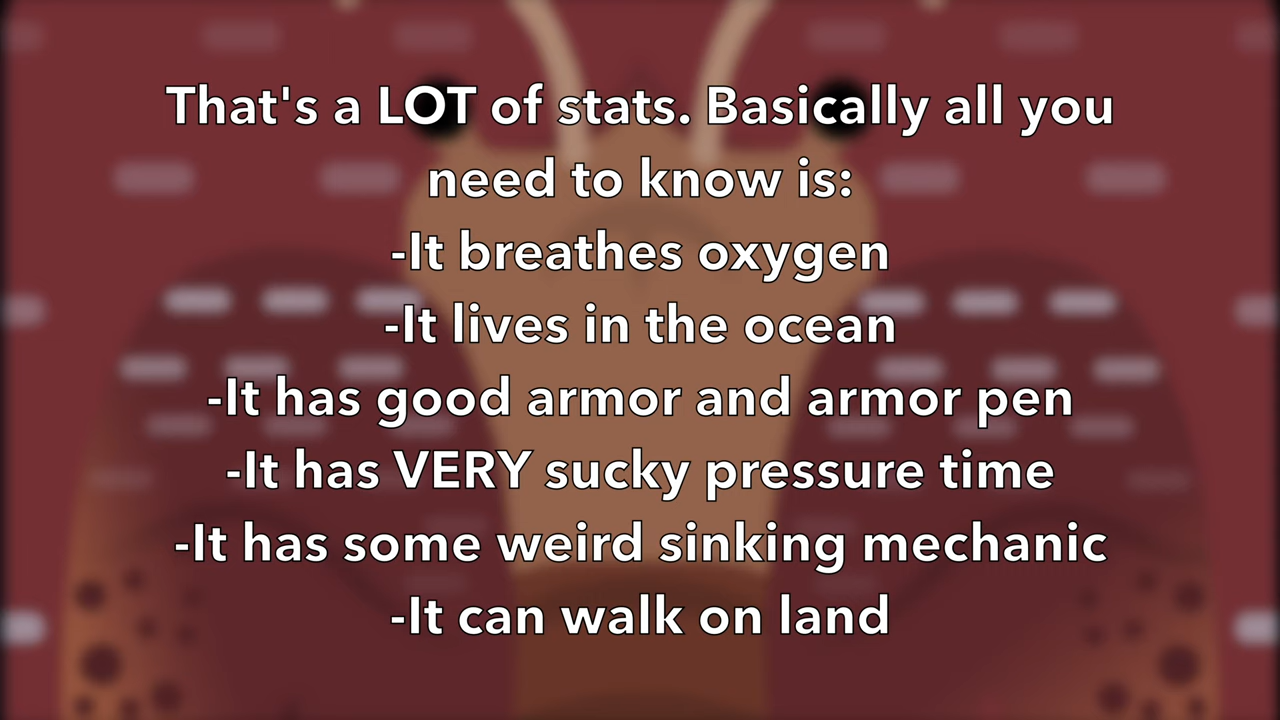 That's a LOT of stats. Basically all you
need to know is:
-It breathes oxygen
-It lives in the ocean
-It has good armor and armor pen
-It has VERY sucky pressure time
-It has some weird sinking mechanic
-It can walk on land